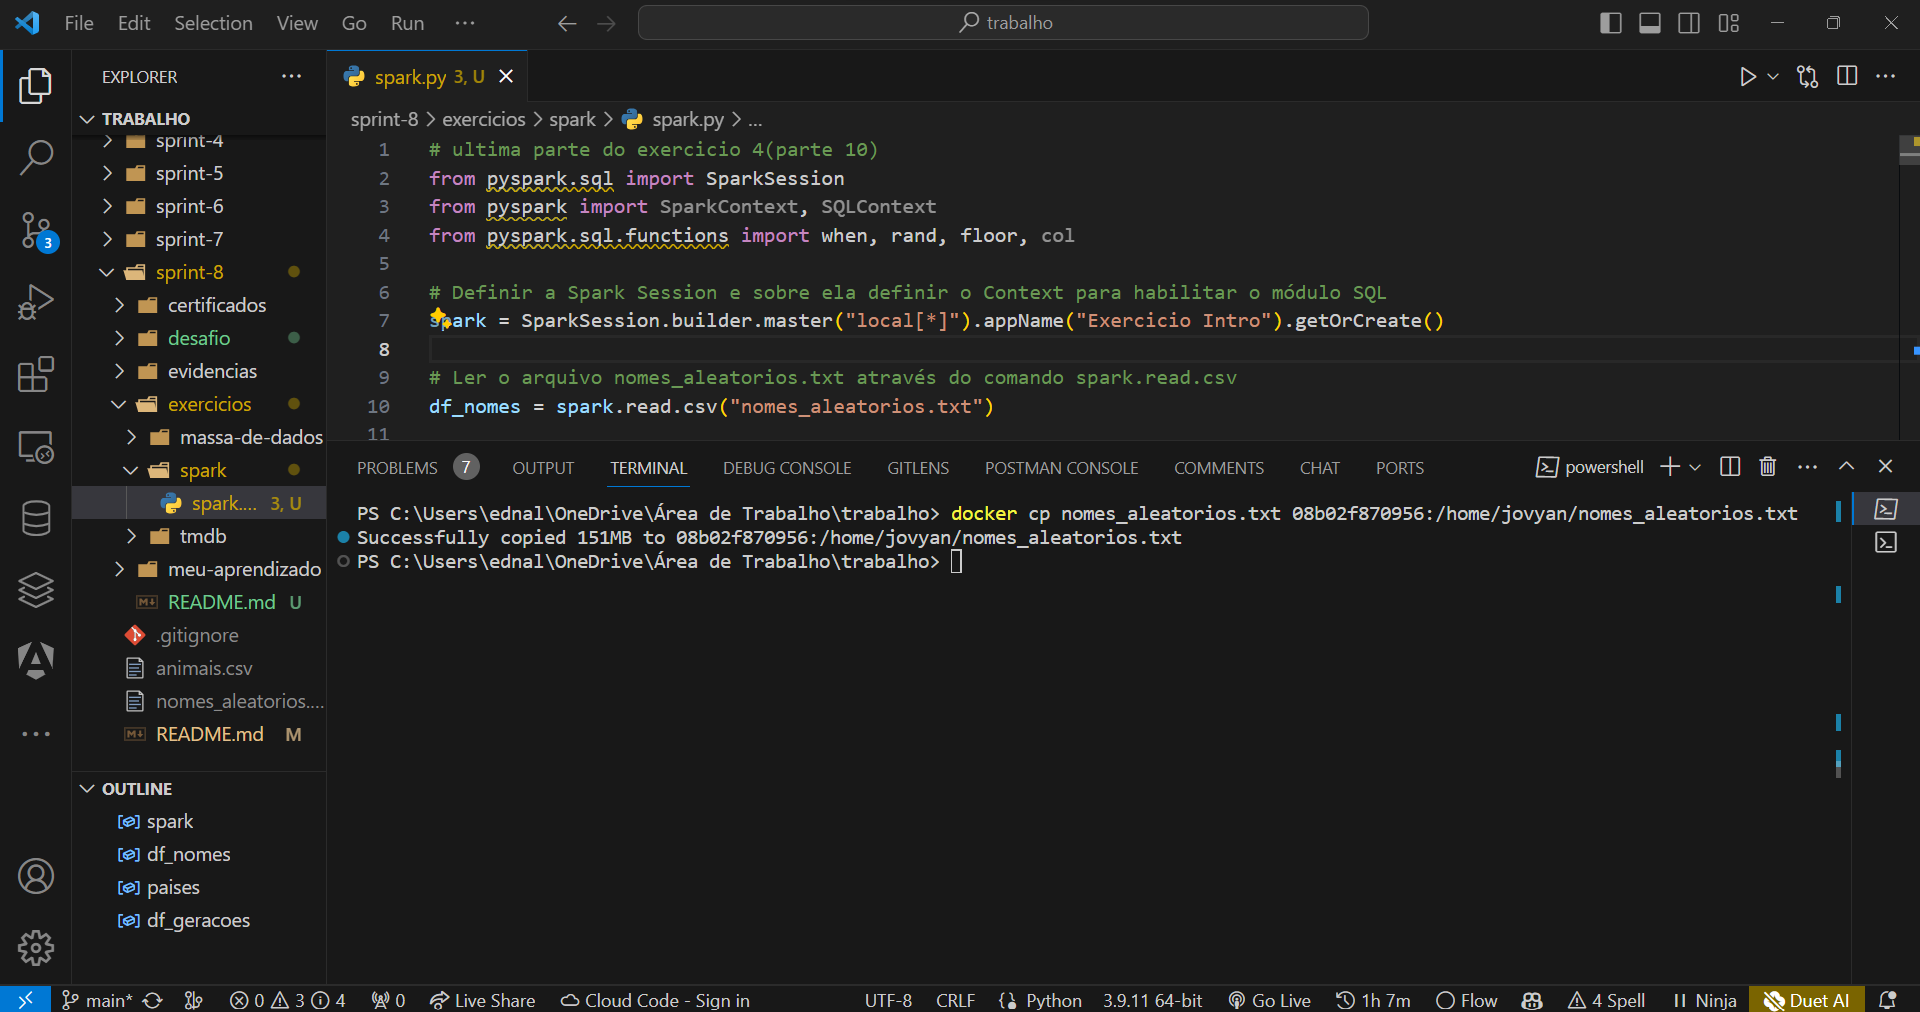 File Edit Selection View Go Run ···
trabalho
EXPLORER ···
TRABALHO
sprint-4
sprint-5
sprint-6
sprint-7
sprint-8
certificados
desafio
evidencias
exercicios
massa-de-dados
spark
spark.... 3, U
tmdb
meu-aprendizado
README.md U
.gitignore
animais.csv
nomes_aleatorios....
README.md M
OUTLINE
spark
df_nomes
paises
df_geracoes
3
spark.py 3, U
sprint-8 > exercicios > spark > spark.py > ...
1 # ultima parte do exercicio 4(parte 10)
2 from pyspark.sql import SparkSession
3 from pyspark import SparkContext, SQLContext
4 from pyspark.sql.functions import when, rand, floor, col
5
6 # Definir a Spark Session e sobre ela definir o Context para habilitar o módulo SQL
7 spark = SparkSession.builder.master("local[*]").appName("Exercicio Intro").getOrCreate()
8
9 # Ler o arquivo nomes_aleatorios.txt através do comando spark.read.csv
10 df_nomes = spark.read.csv("nomes_aleatorios.txt")
11
PROBLEMS 7 OUTPUT TERMINAL DEBUG CONSOLE GITLENS POSTMAN CONSOLE COMMENTS CHAT PORTS powershell
PS C:\Users\ednal\OneDrive\Área de Trabalho\trabalho> docker cp nomes_aleatorios.txt 08b02f870956:/home/jovyan/nomes_aleatorios.txt
Successfully copied 151MB to 08b02f870956:/home/jovyan/nomes_aleatorios.txt
PS C:\Users\ednal\OneDrive\Área de Trabalho\trabalho>
main* 0 3 4 0 Live Share Cloud Code - Sign in UTF-8 CRLF Python 3.9.11 64-bit Go Live 1h 7m Flow 4 Spell Ninja Duet AI